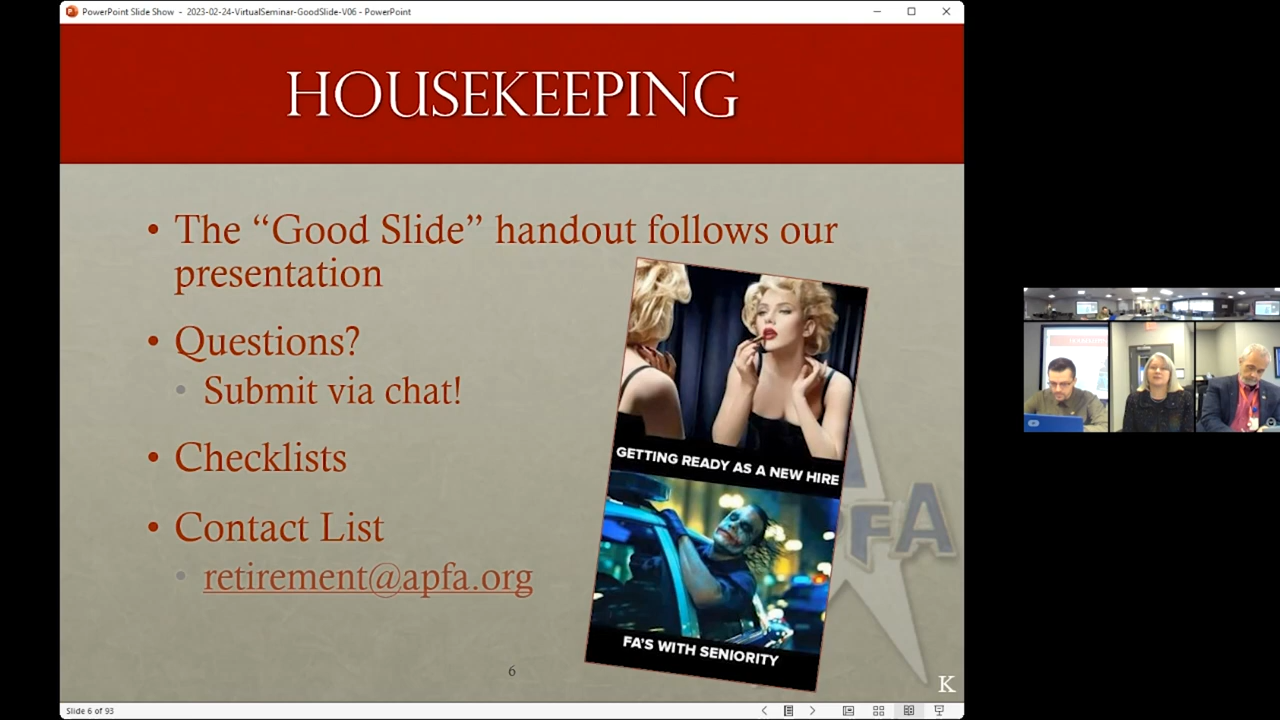 PowerPoint Slide Show - 2023-02-24-VirtualSeminar-GoodSlide-V06 - PowerPoint
HOUSEKEEPING
• The “Good Slide” handout follows our
presentation
• Questions?
• Submit via chat!
• Checklists
• Contact List
• retirement@apfa.org
GETTING READY AS A NEW HIRE
FA'S WITH SENIORITY
PFA
6
K
Slide 6 of 93